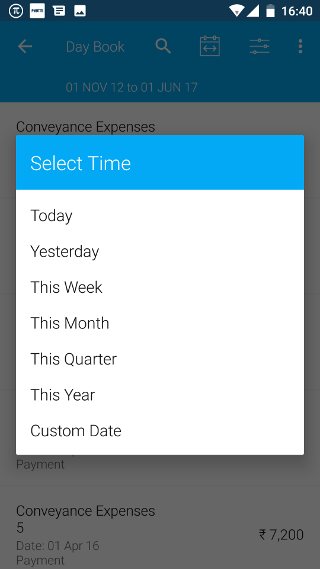 16:40
Day Book
01 NOV 12 to 01 JUN 17
Conveyance Expenses
Select Time
Today
Yesterday
This Week
This Month
This Quarter
This Year
Custom Date
Payment
Conveyance Expenses
5
₹ 7,200
Date: 01 Apr 16
Payment